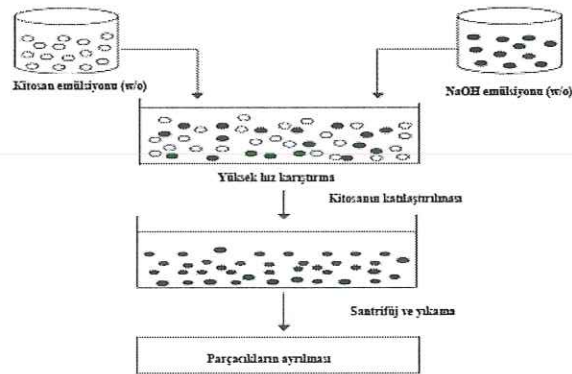 Kitosan emülsiyonu (w/o)
NaOH emülsiyonu (w/o)
Yüksek hız karıştırma
Kitosanın katılaştırılması
Santrifüj ve yıkama
Parçacıkların ayrılması